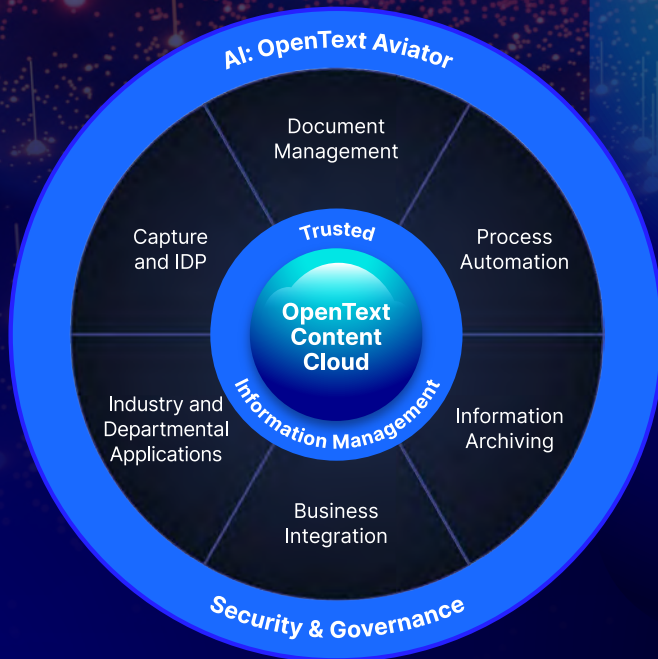 AI: OpenText Aviator
Document
Management
Capture
and IDP
Trusted
Process
Automation
OpenText
Content
Cloud
Information Management
Industry and
Departmental
Applications
Information
Archiving
Business
Integration
Security & Governance